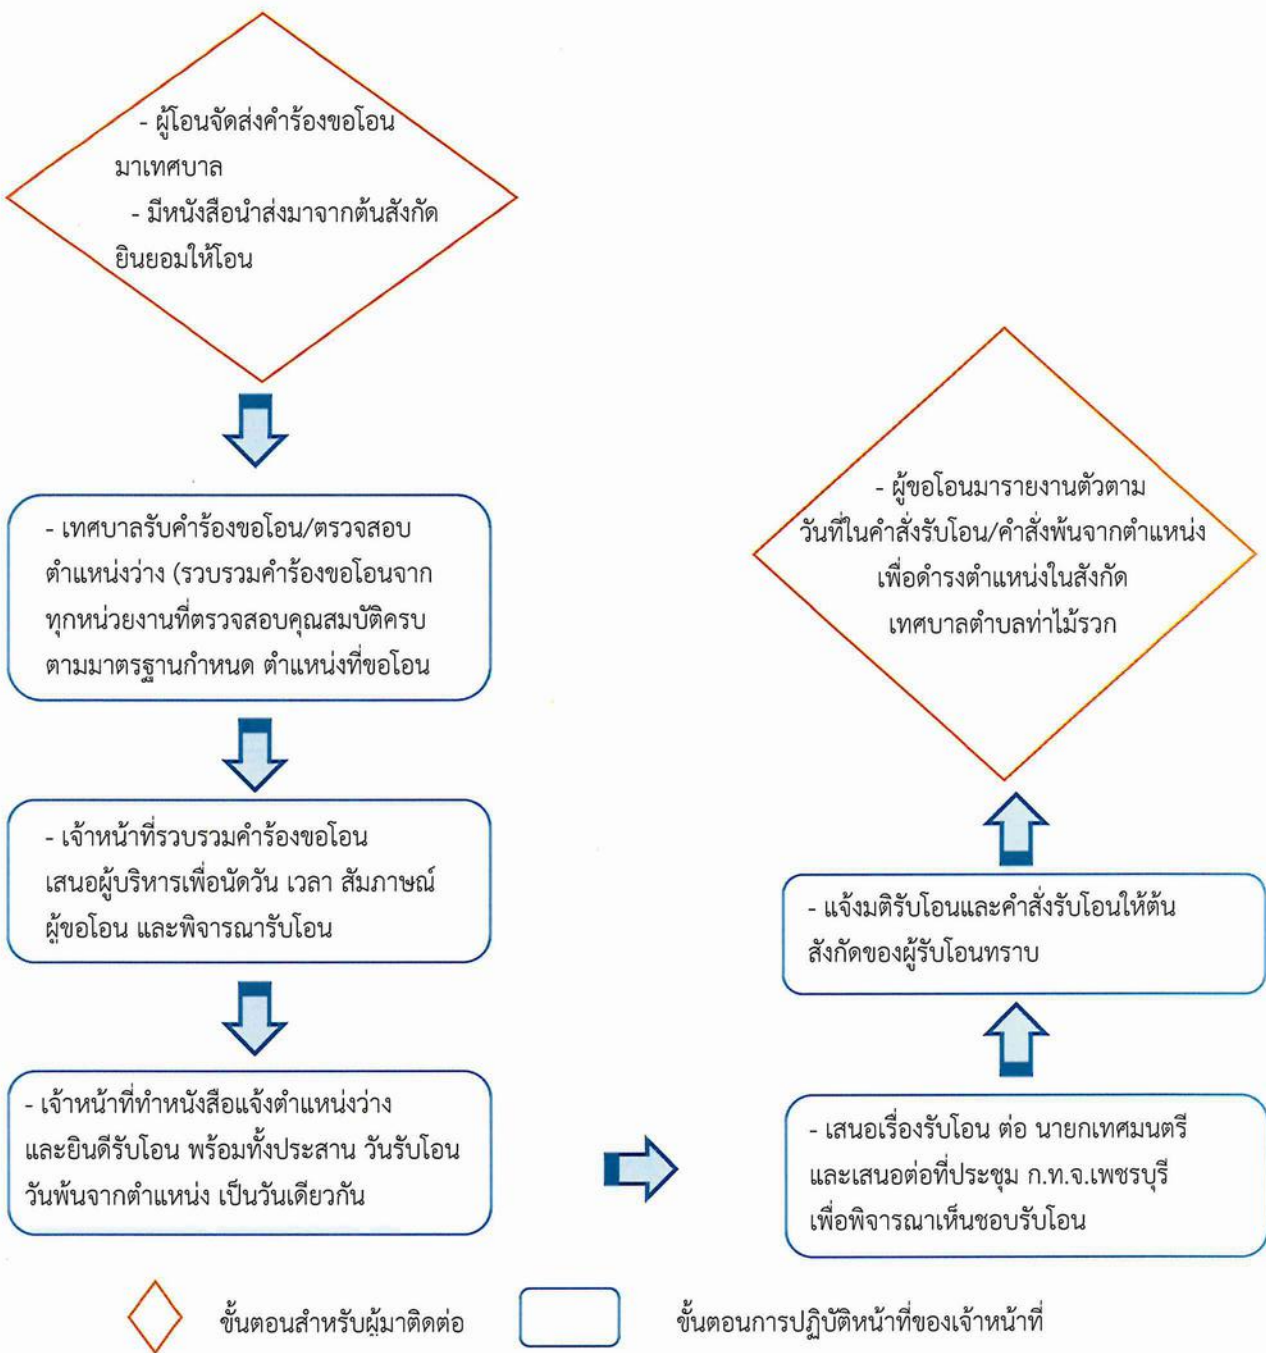 - ผู้โอนจัดส่งคำร้องขอโอน
มาเทศบาล
- มีหนังสือนำส่งมาจากต้นสังกัด
ยินยอมให้โอน
- เทศบาลรับคำร้องขอโอน/ตรวจสอบ
ตำแหน่งว่าง (รวบรวมคำร้องขอโอนจาก
ทุกหน่วยงานที่ตรวจสอบคุณสมบัติครบ
ตามมาตรฐานกำหนด ตำแหน่งที่ขอโอน
- เจ้าหน้าที่รวบรวมคำร้องขอโอน
เสนอผู้บริหารเพื่อนัดวัน เวลา สัมภาษณ์
ผู้ขอโอน และพิจารณารับโอน
- เจ้าหน้าที่ทำหนังสือแจ้งตำแหน่งว่าง
และยินดีรับโอน พร้อมทั้งประสาน วันรับโอน
วันพ้นจากตำแหน่ง เป็นวันเดียวกัน
- เสนอเรื่องรับโอน ต่อ นายกเทศมนตรี
และเสนอต่อที่ประชุม ก.ท.จ.เพชรบุรี
เพื่อพิจารณาเห็นชอบรับโอน
- แจ้งมติรับโอนและคำสั่งรับโอนให้ต้น
สังกัดของผู้รับโอนทราบ
- ผู้ขอโอนมารายงานตัวตาม
วันที่ในคำสั่งรับโอน/คำสั่งพ้นจากตำแหน่ง
เพื่อดำรงตำแหน่งในสังกัด
เทศบาลตำบลท่าไม้รวก
ขั้นตอนสำหรับผู้มาติดต่อ
ขั้นตอนการปฏิบัติหน้าที่ของเจ้าหน้าที่